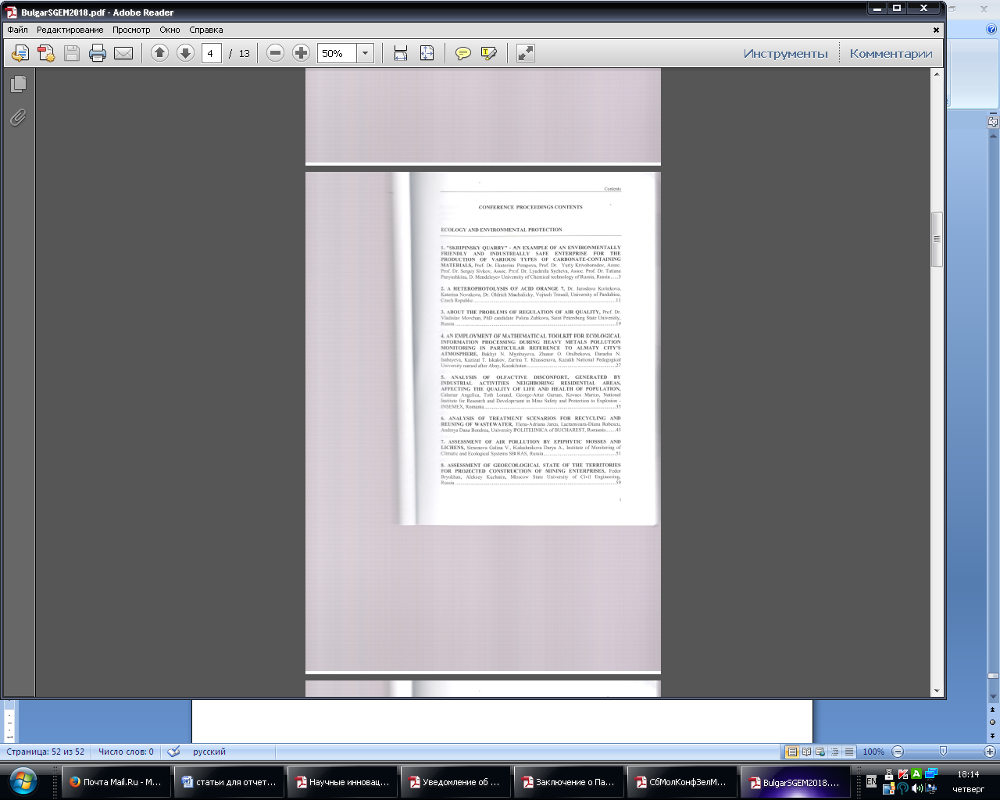 BulgarSGEM2018.pdf - Adobe Reader
Файл Редактирование Просмотр Окно Справка
4 / 13 50% Инструменты Комментарии
Contents
CONFERENCE PROCEEDINGS CONTENTS
ECOLOGY AND ENVIRONMENTAL PROTECTION
1. "SKRIPINSKY QUARRY" - AN EXAMPLE OF AN ENVIRONMENTALLY
FRIENDLY AND INDUSTRIALLY SAFE ENTERPRISE FOR THE
PRODUCTION OF VARIOUS TYPES OF CARBONATE-CONTAINING
MATERIALS, Prof. Dr. Ekaterina Potapova, Prof. Dr. Yuriy Krivoborodov, Assoc.
Prof. Dr. Sergey Sivkov, Assoc. Prof. Dr. Lyudmila Sycheva, Assoc. Prof. Dr. Tatiana
Panyushkina, D. Mendeleyev University of Chemical technology of Russia, Russia ......3
2. A HETEROPHOTOLYSIS OF ACID ORANGE 7, Dr. Jaroslava Korinkova,
Katerina Novakova, Dr. Oldrich Machalicky, Vojtech Trousil, University of Pardubice,
Czech Republic ......11
3. ABOUT THE PROBLEMS OF REGULATION OF AIR QUALITY, Prof. Dr.
Vladislav Movchan, PhD candidate Polina Zubkova, Saint Petersburg State University,
Russia ......19
4. AN EMPLOYMENT OF MATHEMATICAL TOOLKIT FOR ECOLOGICAL
INFORMATION PROCESSING DURING HEAVY METALS POLLUTION
MONITORING IN PARTICULAR REFERENCE TO ALMATY CITY'S
ATMOSPHERE, Bakhyt N. Mynbayeva, Zhanar O. Oralbekova, Dararha N.
Isabayeva, Kazizat T. Iskakov, Zarina T. Khassenova, Kazakh National Pedagogical
University named after Abay, Kazakhstan ......27
5. ANALYSIS OF OLFACTIVE DISCONFORT, GENERATED BY
INDUSTRIAL ACTIVITIES NEIGHBORING RESIDENTIAL AREAS,
AFFECTING THE QUALITY OF LIFE AND HEALTH OF POPULATION,
Calamar Angelica, Toth Lorand, George-Artur Gaman, Kovacs Marius, National
Institute for Research and Development in Mine Safety and Protection to Explosion -
INSEMEX, Romania ......35
6. ANALYSIS OF TREATMENT SCENARIOS FOR RECYCLING AND
REUSING OF WASTEWATER, Elena-Adriana Jarcu, Lacramioara-Diana Robescu,
Andreya Dana Bondrea, University POLITEHNICA of BUCHAREST, Romania......43
7. ASSESSMENT OF AIR POLLUTION BY EPIPHYTIC MOSSES AND
LICHENS, Simonova Galina V., Kalashnikova Darya A., Institute of Monitoring of
Climatic and Ecological Systems SB RAS, Russia......51
8. ASSESSMENT OF GEOECOLOGICAL STATE OF THE TERRITORIES
FOR PROJECTED CONSTRUCTION OF MINING ENTERPRISES, Fedor
Bryukhan, Aleksey Kuchmin, Moscow State University of Civil Engineering,
Russia ......59
Страница: 52 из 52 Число слов: 0 русский 100%
Почта Mail.Ru - M... статьи для отчет... Научные инновац... Уведомление об ... Заключение о Па... СбМолКонфЗелМ... BulgarSGEM2018.... EN 18:14
четверг